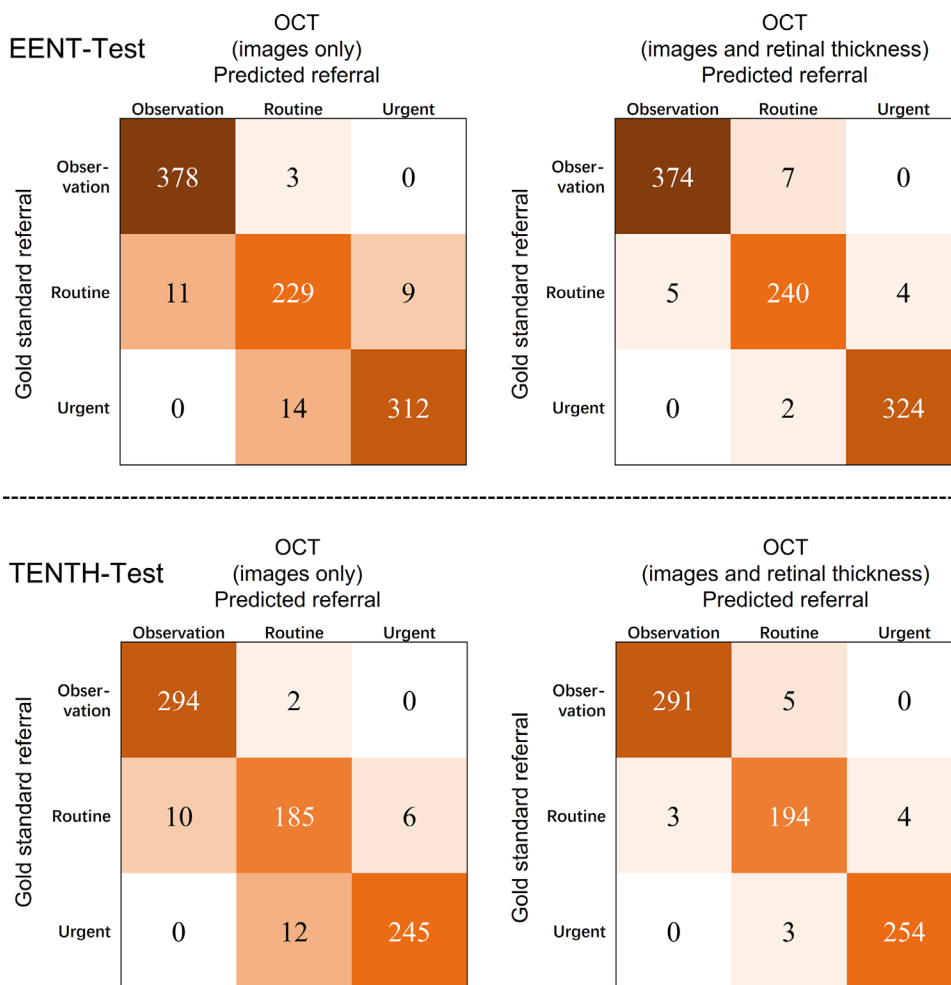 EENT-Test
OCT
(images only)
Predicted referral
Observation Routine Urgent
Gold standard referral
Obser-
vation
378 3 0
Routine
11 229 9
Urgent
0 14 312
OCT
(images and retinal thickness)
Predicted referral
Observation Routine Urgent
Gold standard referral
Obser-
vation
374 7 0
Routine
5 240 4
Urgent
0 2 324
TENTH-Test
OCT
(images only)
Predicted referral
Observation Routine Urgent
Gold standard referral
Obser-
vation
294 2 0
Routine
10 185 6
Urgent
0 12 245
OCT
(images and retinal thickness)
Predicted referral
Observation Routine Urgent
Gold standard referral
Obser-
vation
291 5 0
Routine
3 194 4
Urgent
0 3 254